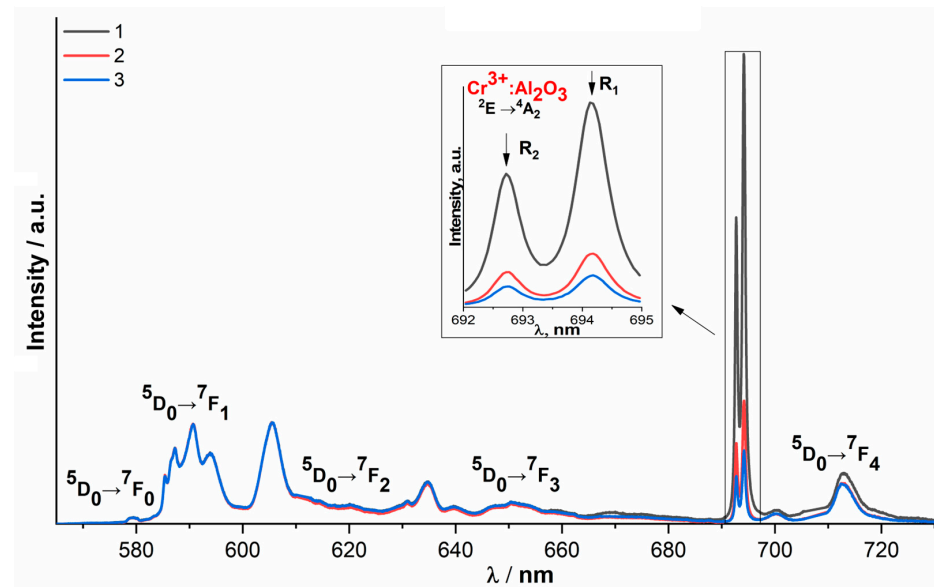 1
2
3
Cr³⁺:Al₂O₃
²E →⁴A₂
R₁
R₂
Intensity, a.u.
692 693 694 695
λ, nm
Intensity / a.u.
⁵D₀→⁷F₀
⁵D₀→⁷F₁
⁵D₀→⁷F₂
⁵D₀→⁷F₃
⁵D₀→⁷F₄
580 600 620 640 660 680 700 720
λ / nm